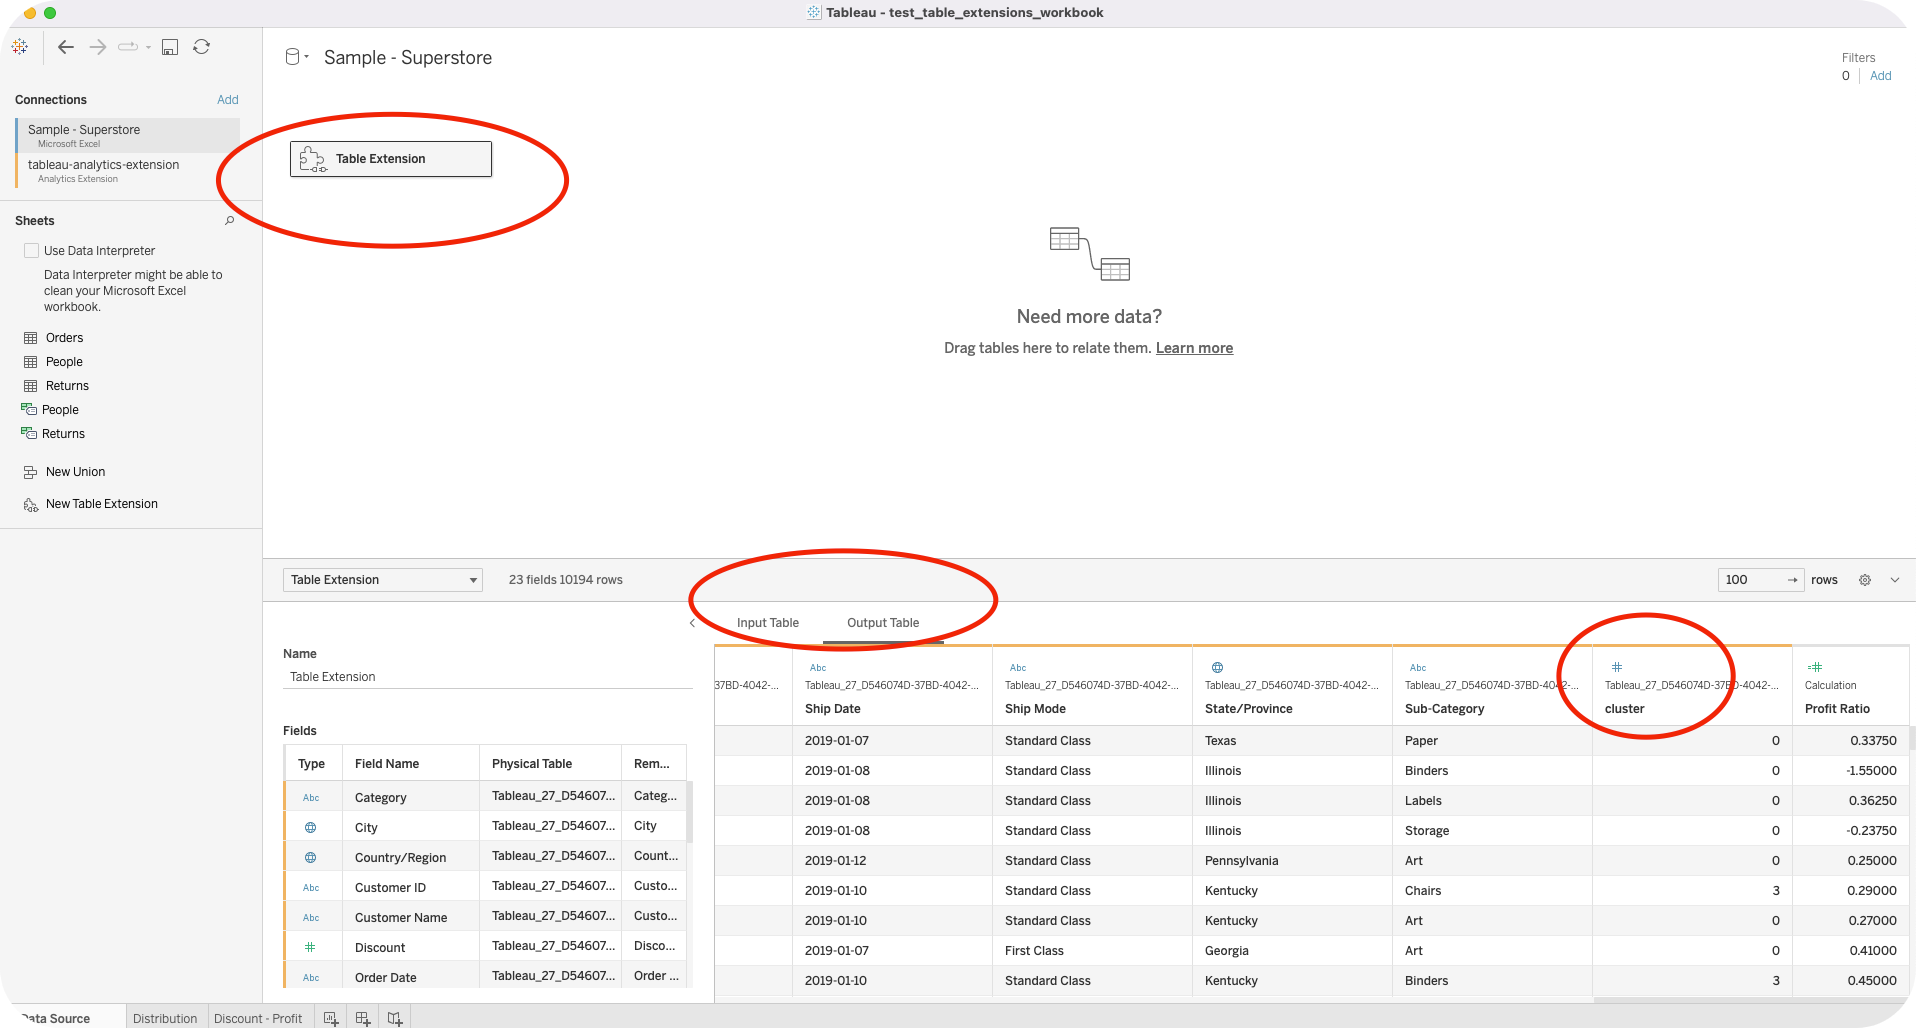 Tableau - test_table_extensions_workbook
Connections
Add
Sample - Superstore
Microsoft Excel
tableau-analytics-extension
Analytics Extension
Sheets
Use Data Interpreter
Data Interpreter might be able to
clean your Microsoft Excel
workbook.
Orders
People
Returns
People
Returns
New Union
New Table Extension
Sample - Superstore
Filters
0 Add
Table Extension
Need more data?
Drag tables here to relate them. Learn more
Table Extension 23 fields 10194 rows 100 rows
Name
Table Extension
Fields
Type Field Name Physical Table Rem...
Abc Category Tableau_27_D54607... Categ...
City Tableau_27_D54607... City
Country/Region Tableau_27_D54607... Count...
Abc Customer ID Tableau_27_D54607... Custo...
Abc Customer Name Tableau_27_D54607... Custo...
# Discount Tableau_27_D54607... Disco...
Abc Order Date Tableau_27_D54607... Order ...
Input Table Output Table
Abc Abc Abc # =#
37BD-4042-... Tableau_27_D546074D-37BD-4042-... Tableau_27_D546074D-37BD-4042-... Tableau_27_D546074D-37BD-4042-... Tableau_27_D546074D-37BD-4042-... Tableau_27_D546074D-37BD-4042-... Calculation
Ship Date Ship Mode State/Province Sub-Category cluster Profit Ratio
2019-01-07 Standard Class Texas Paper 0 0.33750
2019-01-08 Standard Class Illinois Binders 0 -1.55000
2019-01-08 Standard Class Illinois Labels 0 0.36250
2019-01-08 Standard Class Illinois Storage 0 -0.23750
2019-01-12 Standard Class Pennsylvania Art 0 0.25000
2019-01-10 Standard Class Kentucky Chairs 3 0.29000
2019-01-10 Standard Class Kentucky Art 0 0.27000
2019-01-07 First Class Georgia Art 0 0.41000
2019-01-10 Standard Class Kentucky Binders 3 0.45000
Data Source Distribution Discount - Profit